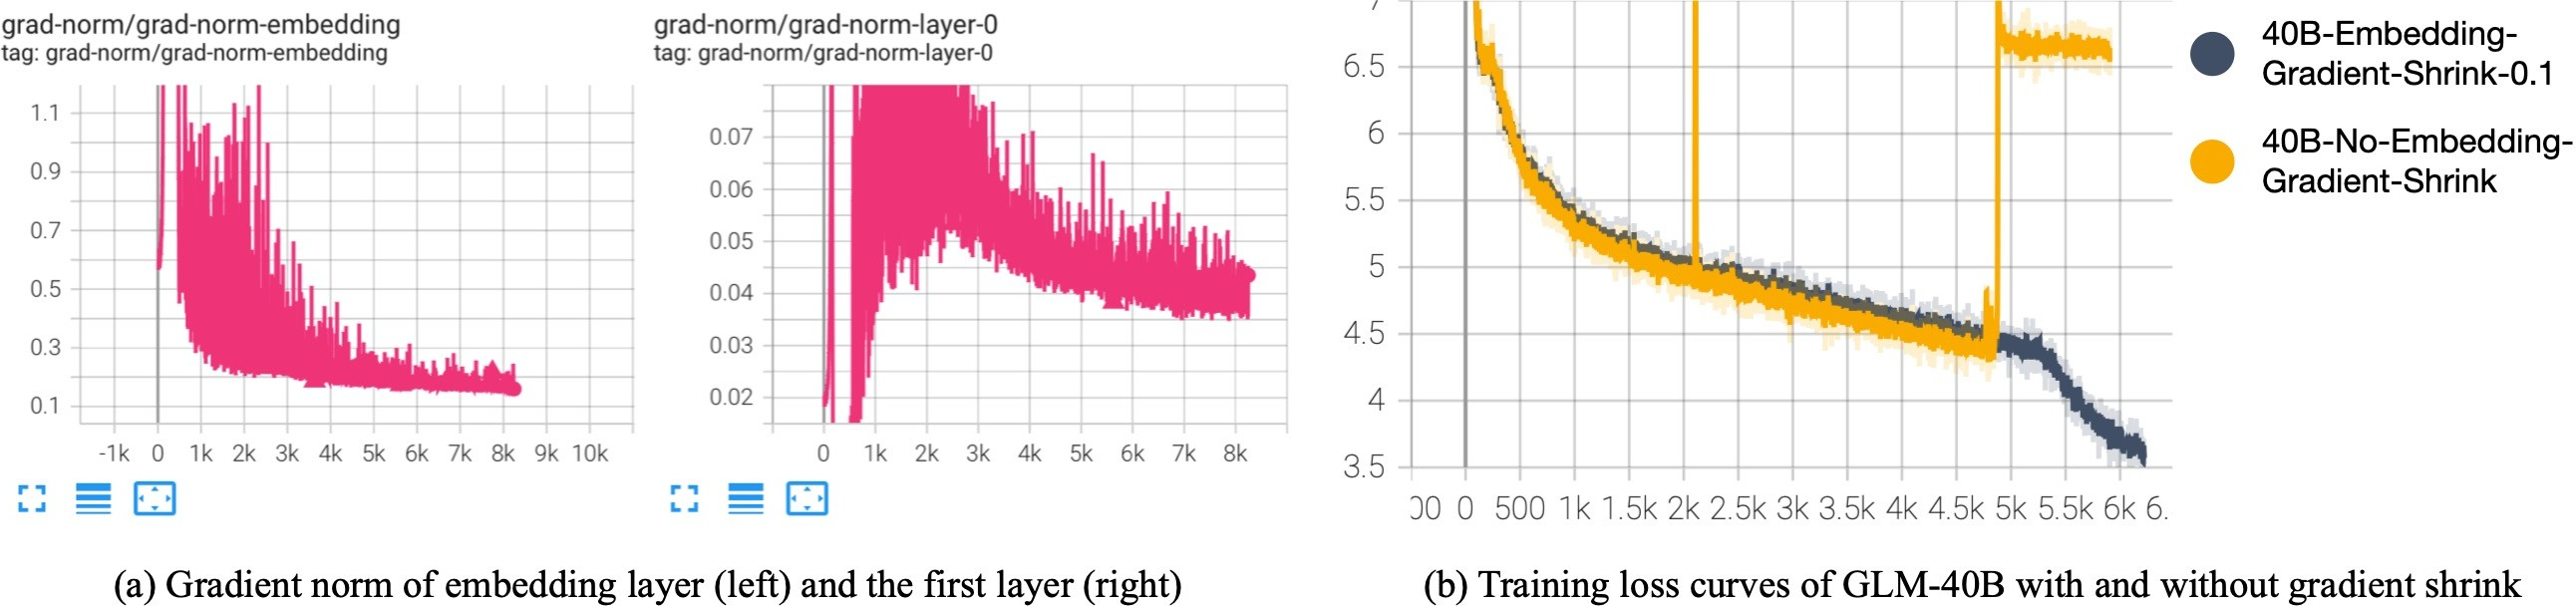 grad-norm/grad-norm-embedding
tag: grad-norm/grad-norm-embedding
1.1
0.9
0.7
0.5
0.3
0.1
-1k 0 1k 2k 3k 4k 5k 6k 7k 8k 9k 10k
grad-norm/grad-norm-layer-0
tag: grad-norm/grad-norm-layer-0
0.07
0.06
0.05
0.04
0.03
0.02
0 1k 2k 3k 4k 5k 6k 7k 8k
(a) Gradient norm of embedding layer (left) and the first layer (right)
7
6.5
6
5.5
5
4.5
4
3.5
00 0 500 1k 1.5k 2k 2.5k 3k 3.5k 4k 4.5k 5k 5.5k 6k 6.
40B-Embedding-
Gradient-Shrink-0.1
40B-No-Embedding-
Gradient-Shrink
(b) Training loss curves of GLM-40B with and without gradient shrink